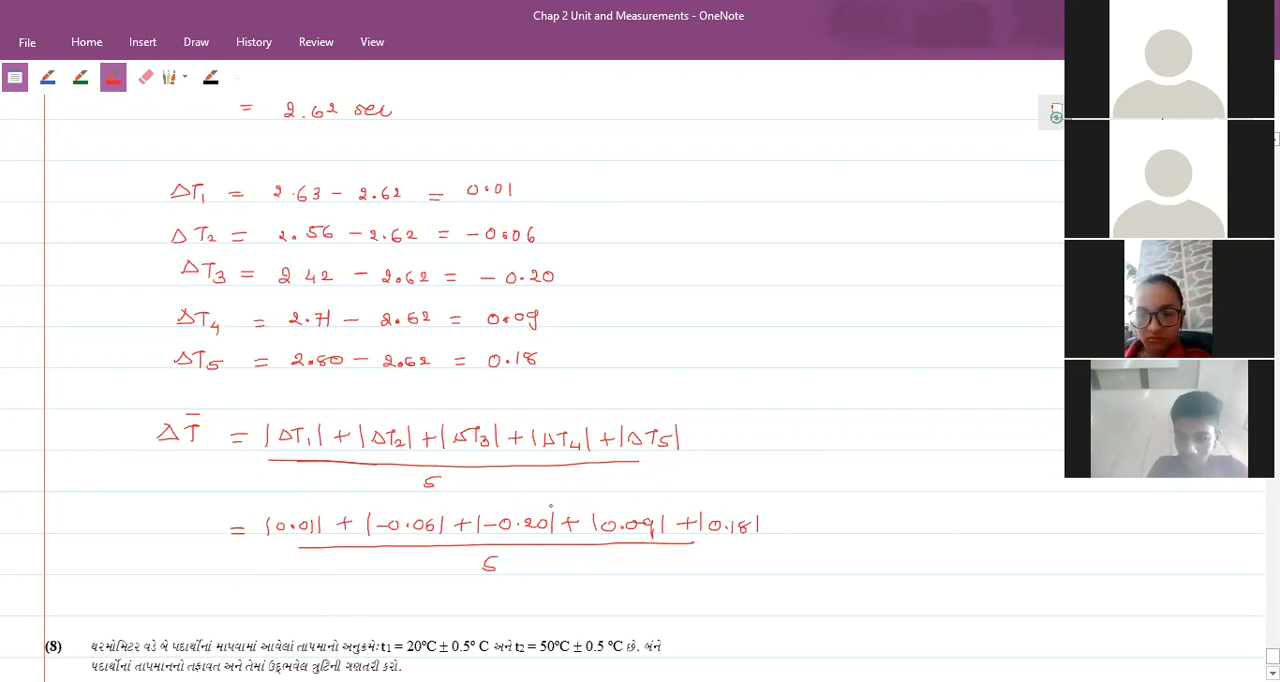 Chap 2 Unit and Measurements - OneNote
File Home Insert Draw History Review View
= 2.62 sec
ΔT₁ = 2.63 - 2.62 = 0.01
ΔT₂ = 2.56 - 2.62 = -0.06
ΔT₃ = 2 42 - 2.62 = - 0.20
ΔT₄ = 2.71 - 2.62 = 0.09
ΔT₅ = 2.80 - 2.62 = 0.18
ΔT̅ = |ΔT₁| + |ΔT₂| + |ΔT₃| + |ΔT₄| + |ΔT₅|
5
= |0.01| + |-0.06| + |-0.20| + |0.09| + |0.18|
5
(8) થરમોમિટર વડે બે પદાર્થોનાં માપવામાં આવેલાં તાપમાનો અનુક્રમે: t₁ = 20ºC ± 0.5º C અને t₂ = 50ºC ± 0.5 ºC છે. બંને
પદાર્થોનાં તાપમાનનો તફાવત અને તેમાં ઉદ્ભવેલ ત્રુટિની ગણતરી કરો.